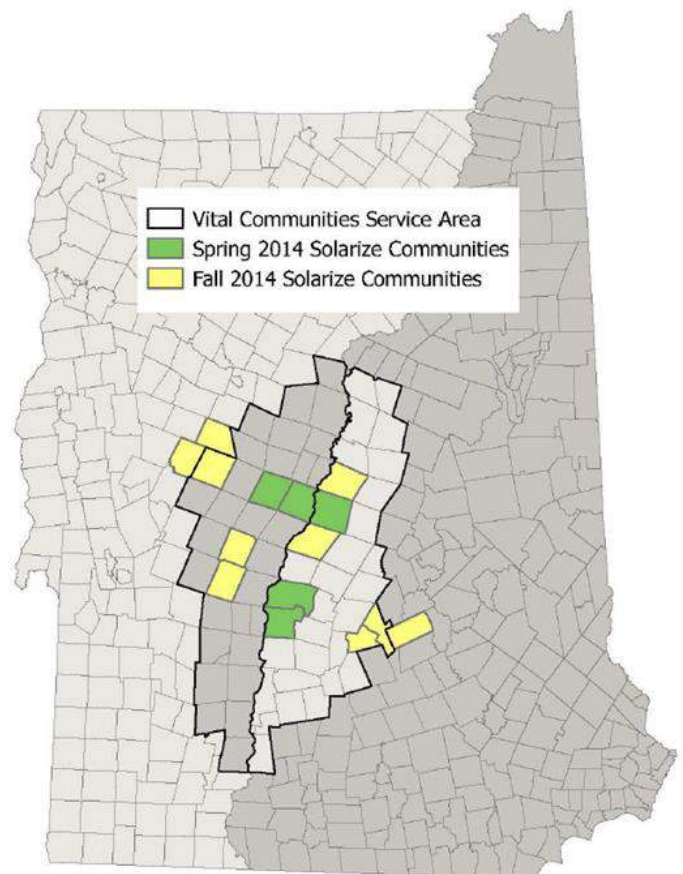 Vital Communities Service Area
Spring 2014 Solarize Communities
Fall 2014 Solarize Communities